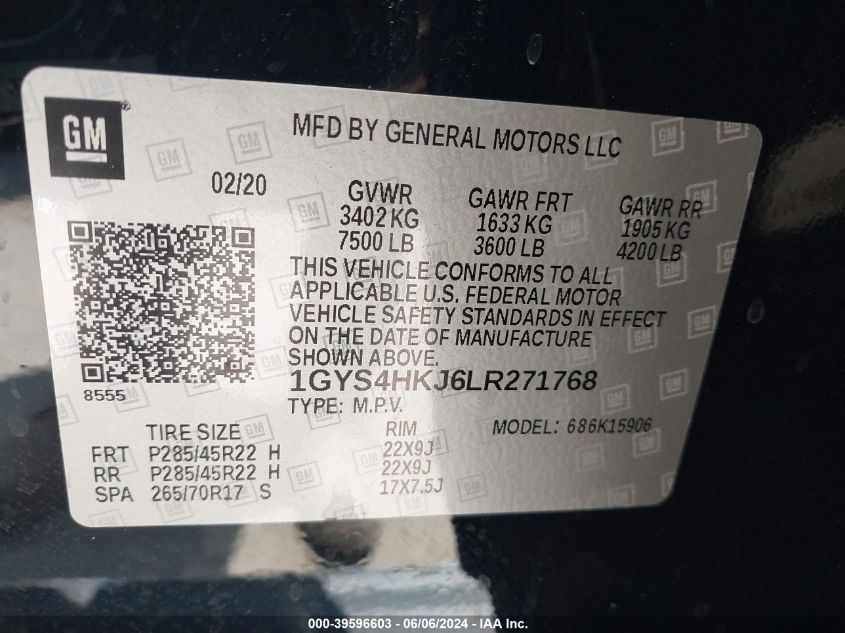 GM
MFD BY GENERAL MOTORS LLC
02/20
GVWR GAWR FRT GAWR RR
3402 KG 1633 KG 1905 KG
7500 LB 3600 LB 4200 LB
THIS VEHICLE CONFORMS TO ALL
APPLICABLE U.S. FEDERAL MOTOR
VEHICLE SAFETY STANDARDS IN EFFECT
ON THE DATE OF MANUFACTURE
SHOWN ABOVE.
8555
1GYS4HKJ6LR271768
TYPE: M.P.V. MODEL: 686K15906
TIRE SIZE RIM
FRT P285/45R22 H 22X9J
RR P285/45R22 H 22X9J
SPA 265/70R17 S 17X7.5J
000-39596603 - 06/06/2024 - IAA Inc.